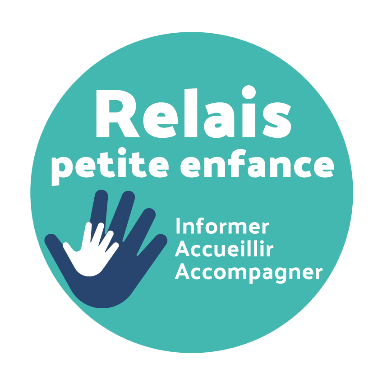 Relais
petite enfance
Informer
Accueillir
Accompagner